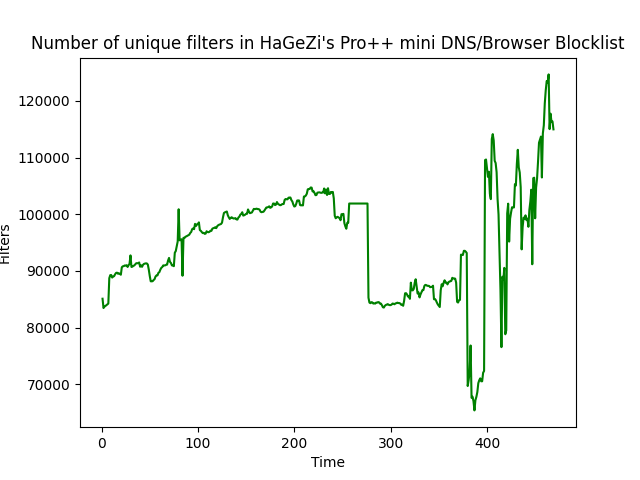 Number of unique filters in HaGeZi's Pro++ mini DNS/Browser Blocklist
120000
110000
100000
90000
80000
70000
Filters
0 100 200 300 400
Time